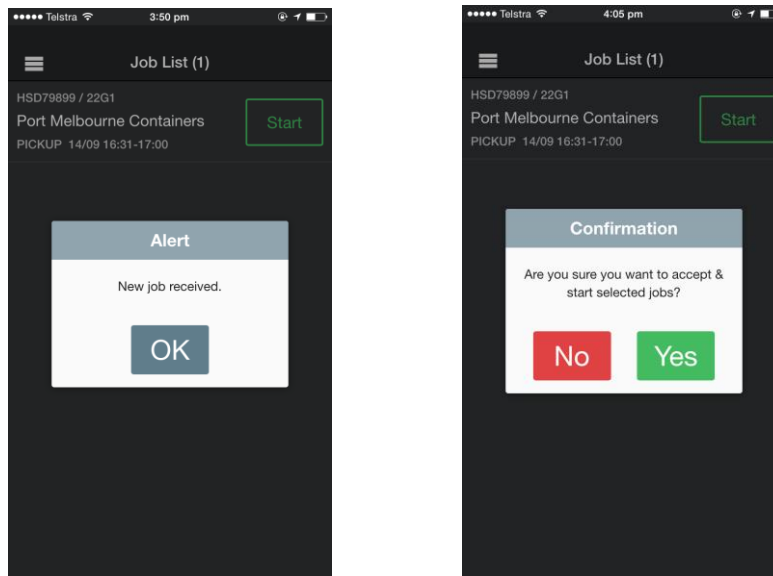 Telstra 3:50 pm
Job List (1)
HSD79899 / 22G1
Port Melbourne Containers
Start
PICKUP 14/09 16:31-17:00
Alert
New job received.
OK
Telstra 4:05 pm
Job List (1)
HSD79899 / 22G1
Port Melbourne Containers
Start
PICKUP 14/09 16:31-17:00
Confirmation
Are you sure you want to accept &
start selected jobs?
No Yes